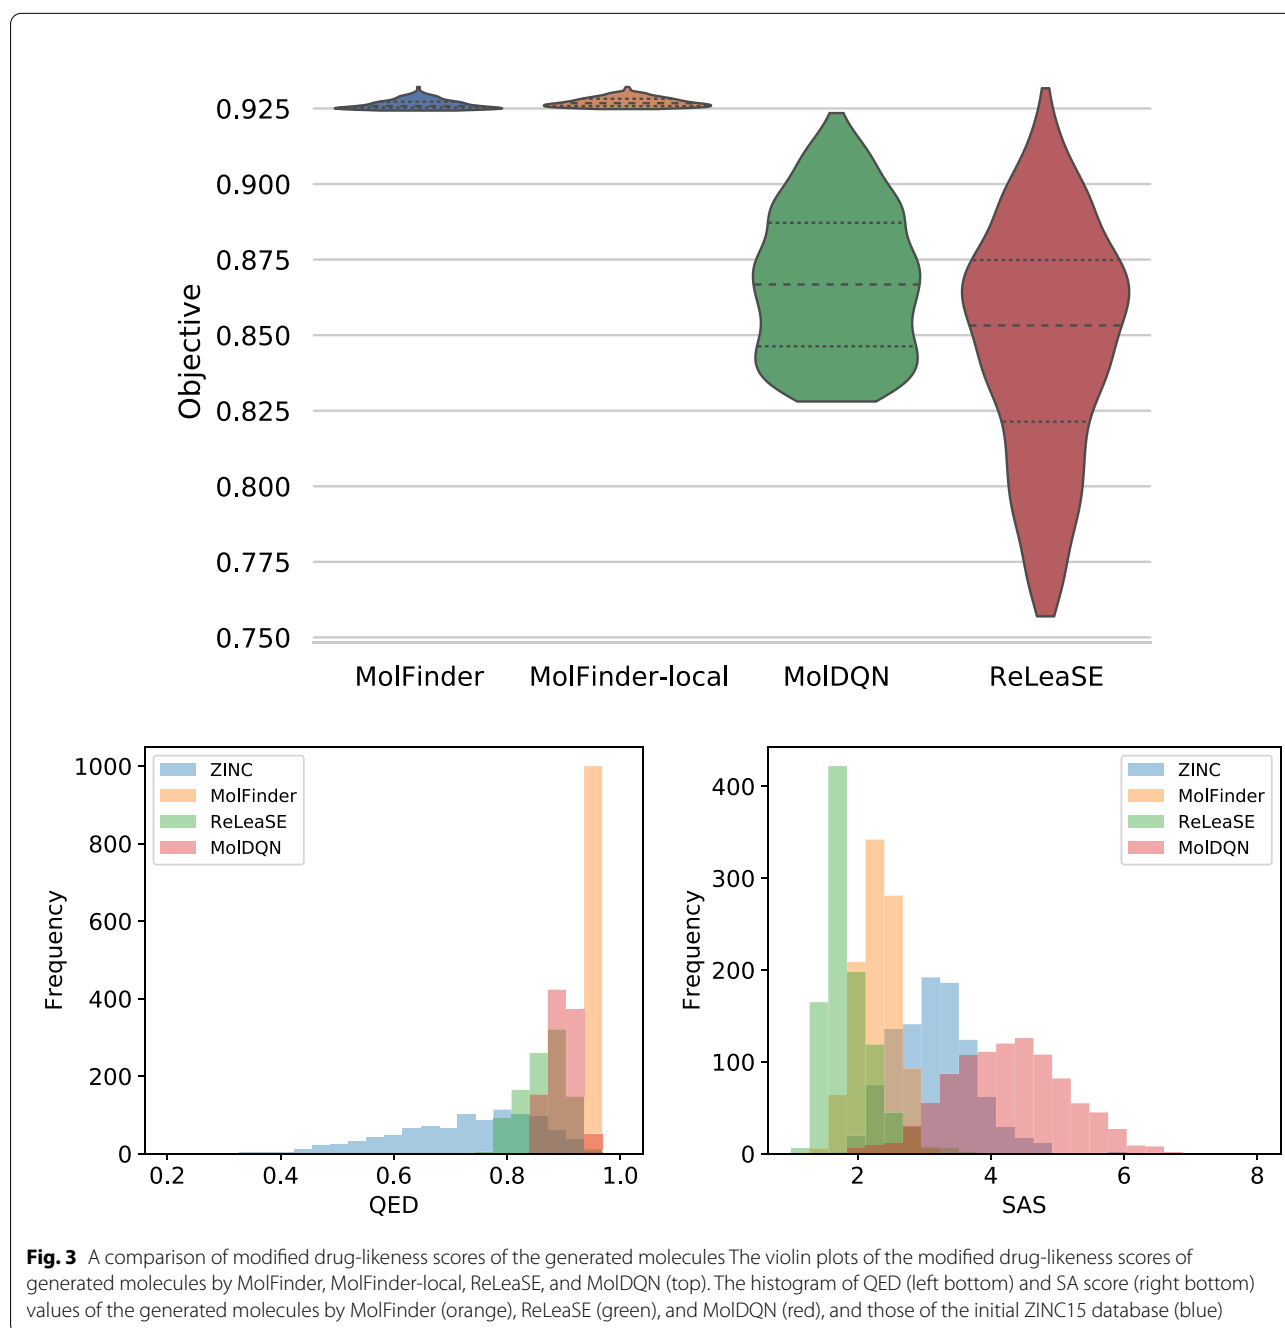 0.925
0.900
0.875
0.850
0.825
0.800
0.775
0.750
Objective
MolFinder MolFinder-local MolDQN ReLeaSE
1000
800
600
400
200
0
Frequency
ZINC
MolFinder
ReLeaSE
MolDQN
0.2 0.4 0.6 0.8 1.0
QED
400
300
200
100
0
Frequency
ZINC
MolFinder
ReLeaSE
MolDQN
2 4 6 8
SAS
Fig. 3 A comparison of modified drug-likeness scores of the generated molecules The violin plots of the modified drug-likeness scores of
generated molecules by MolFinder, MolFinder-local, ReLeaSE, and MolDQN (top). The histogram of QED (left bottom) and SA score (right bottom)
values of the generated molecules by MolFinder (orange), ReLeaSE (green), and MolDQN (red), and those of the initial ZINC15 database (blue)